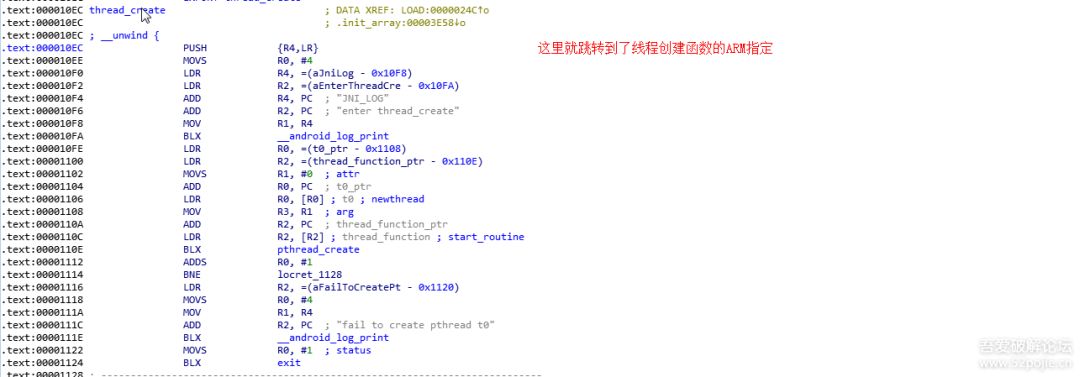 .text:000010EC thread_create ; DATA XREF: LOAD:0000024C↑o
.text:000010EC ; .init_array:00003E58↓o
.text:000010EC ; __unwind {
.text:000010EC PUSH {R4,LR} 这里就跳转到了线程创建函数的ARM指定
.text:000010EE MOVS R0, #4
.text:000010F0 LDR R4, =(aJniLog - 0x10F8)
.text:000010F2 LDR R2, =(aEnterThreadCre - 0x10FA)
.text:000010F4 ADD R4, PC ; "JNI_LOG"
.text:000010F6 ADD R2, PC ; "enter thread_create"
.text:000010F8 MOV R1, R4
.text:000010FA BLX __android_log_print
.text:000010FE LDR R0, =(t0_ptr - 0x1108)
.text:00001100 LDR R2, =(thread_function_ptr - 0x110E)
.text:00001102 MOVS R1, #0 ; attr
.text:00001104 ADD R0, PC ; t0_ptr
.text:00001106 LDR R0, [R0] ; t0 ; newthread
.text:00001108 MOV R3, R1 ; arg
.text:0000110A ADD R2, PC ; thread_function_ptr
.text:0000110C LDR R2, [R2] ; thread_function ; start_routine
.text:0000110E BLX pthread_create
.text:00001112 ADDS R0, #1
.text:00001114 BNE locret_1128
.text:00001116 LDR R2, =(aFailToCreatePt - 0x1120)
.text:00001118 MOVS R0, #4
.text:0000111A MOV R1, R4
.text:0000111C ADD R2, PC ; "fail to create pthread t0"
.text:0000111E BLX __android_log_print
.text:00001122 MOVS R0, #1 ; status
.text:00001124 BLX exit
.text:00001128 ; ---------------------------------------------------------------------------
吾爱破解论坛
www.52pojie.cn